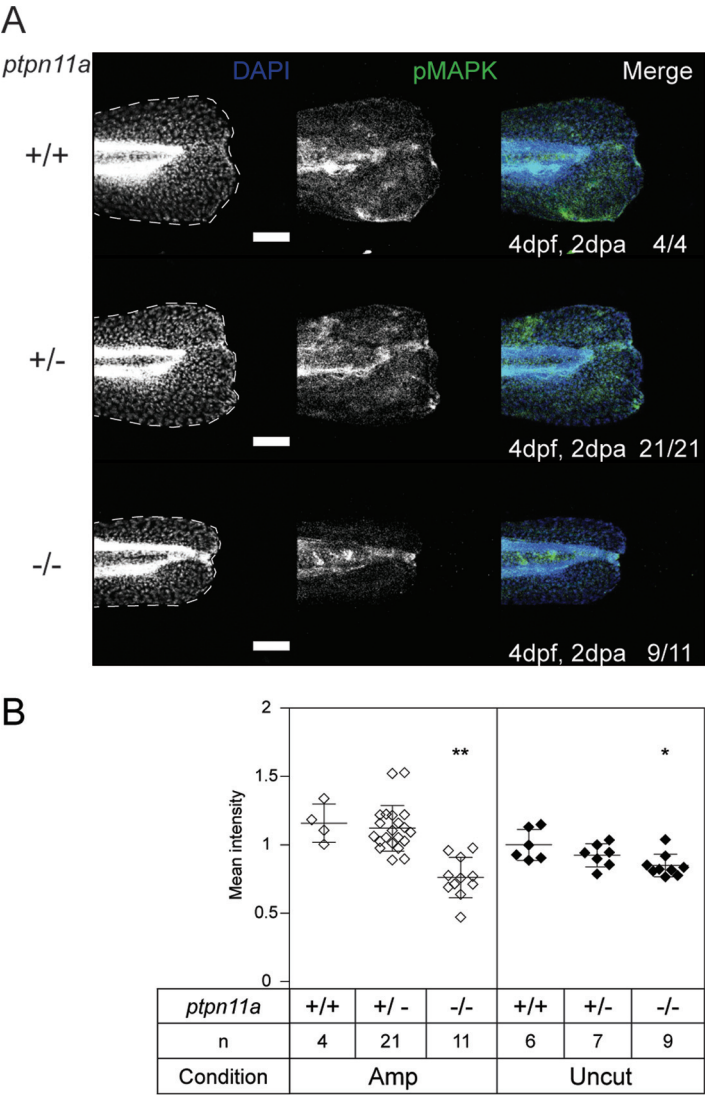 A
ptpn11a
DAPI pMAPK Merge
+/+
4dpf, 2dpa 4/4
+/-
4dpf, 2dpa 21/21
-/-
4dpf, 2dpa 9/11
B
Mean intensity
2
1.5
1
0.5
0
** *
ptpn11a +/+ +/ - -/- +/+ +/- -/-
n 4 21 11 6 7 9
Condition Amp Uncut